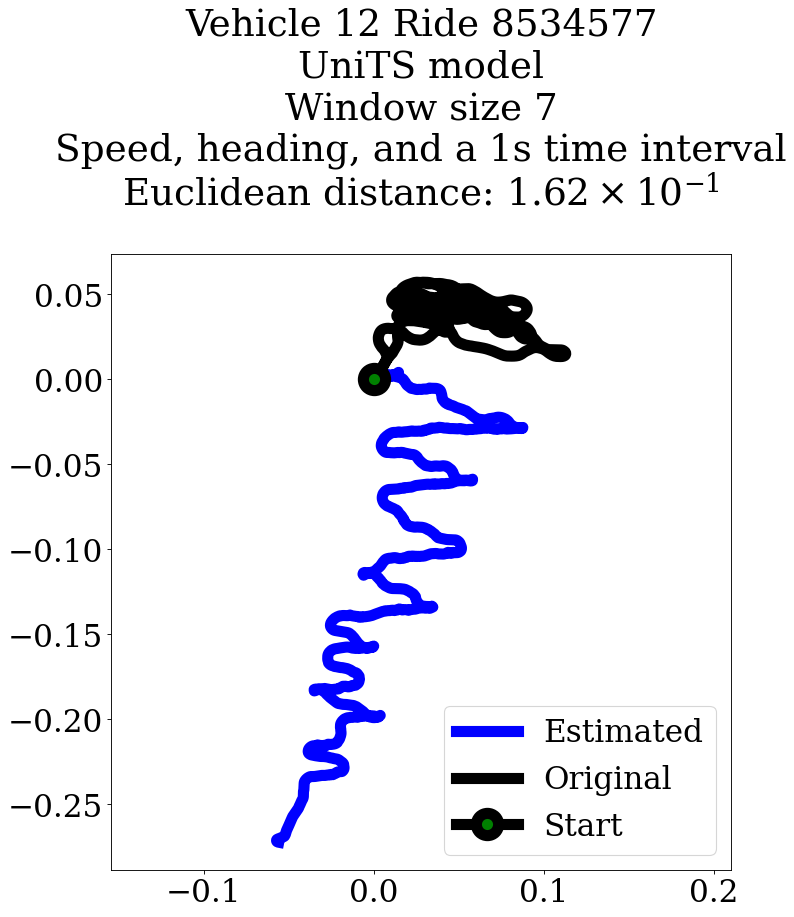 Vehicle 12 Ride 8534577
UniTS model
Window size 7
Speed, heading, and a 1s time interval
Euclidean distance: 1.62 × 10⁻¹
0.05
0.00
−0.05
−0.10
−0.15
−0.20
−0.25
Estimated
Original
Start
−0.1 0.0 0.1 0.2